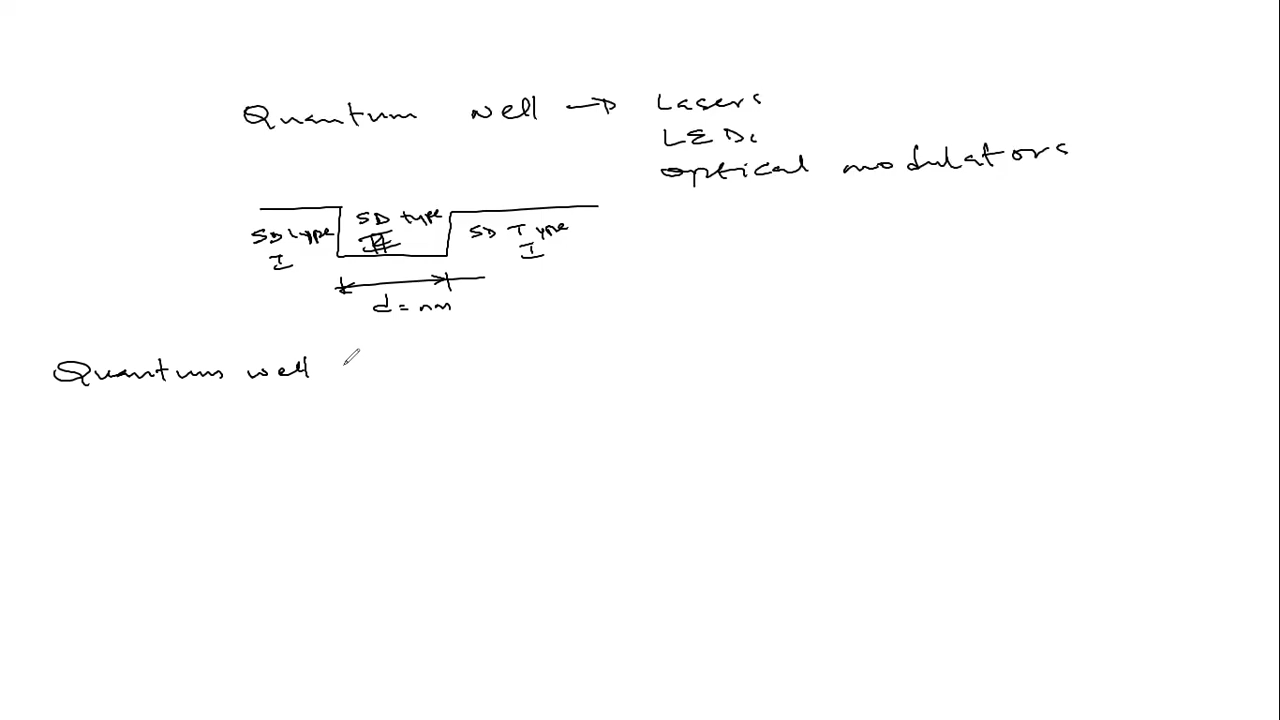 Quantum well → Lasers
LEDs
optical modulators
SD type I
SD type II
SD Type I
d = nm
Quantum well